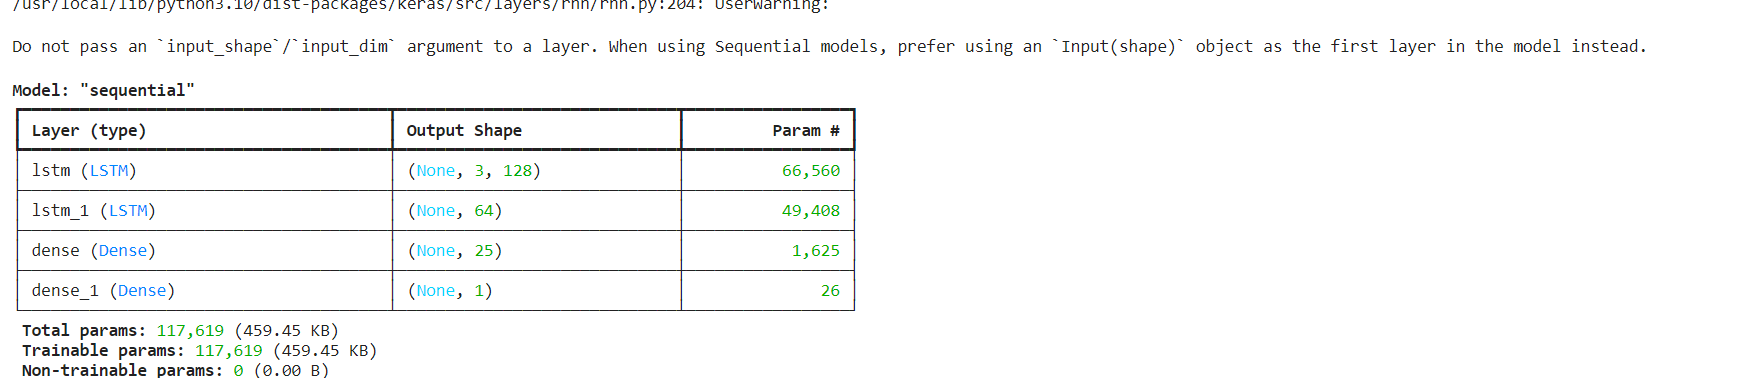 /usr/local/lib/python3.10/dist-packages/keras/src/layers/rnn/rnn.py:204: UserWarning:
Do not pass an `input_shape`/`input_dim` argument to a layer. When using Sequential models, prefer using an `Input(shape)` object as the first layer in the model instead.
Model: "sequential"
Layer (type) Output Shape Param #
lstm (LSTM) (None, 3, 128) 66,560
lstm_1 (LSTM) (None, 64) 49,408
dense (Dense) (None, 25) 1,625
dense_1 (Dense) (None, 1) 26
Total params: 117,619 (459.45 KB)
Trainable params: 117,619 (459.45 KB)
Non-trainable params: 0 (0.00 B)